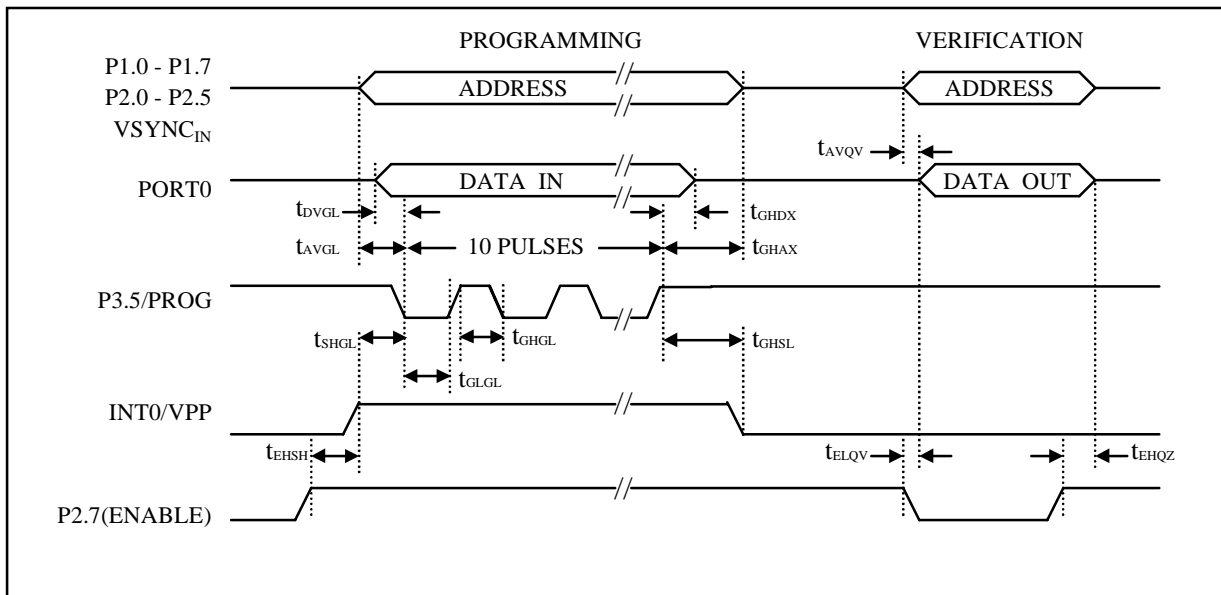 PROGRAMMING VERIFICATION
P1.0 - P1.7
P2.0 - P2.5
VSYNCIN
ADDRESS ADDRESS
tAVQV
PORT0 DATA IN DATA OUT
tDVGL tGHDX
tAVGL 10 PULSES tGHAX
P3.5/PROG
tSHGL tGHGL tGHSL
tGLGL
INT0/VPP
tEHSH tELQV tEHQZ
P2.7(ENABLE)